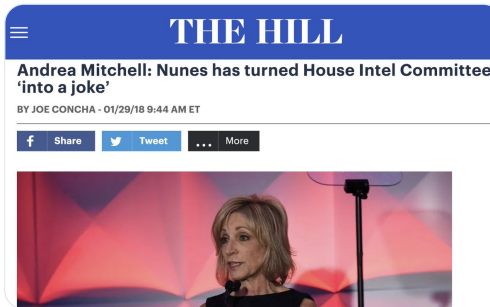 THE HILL
Andrea Mitchell: Nunes has turned House Intel Committee
‘into a joke’
BY JOE CONCHA - 01/29/18 9:44 AM ET
f Share Tweet ... More